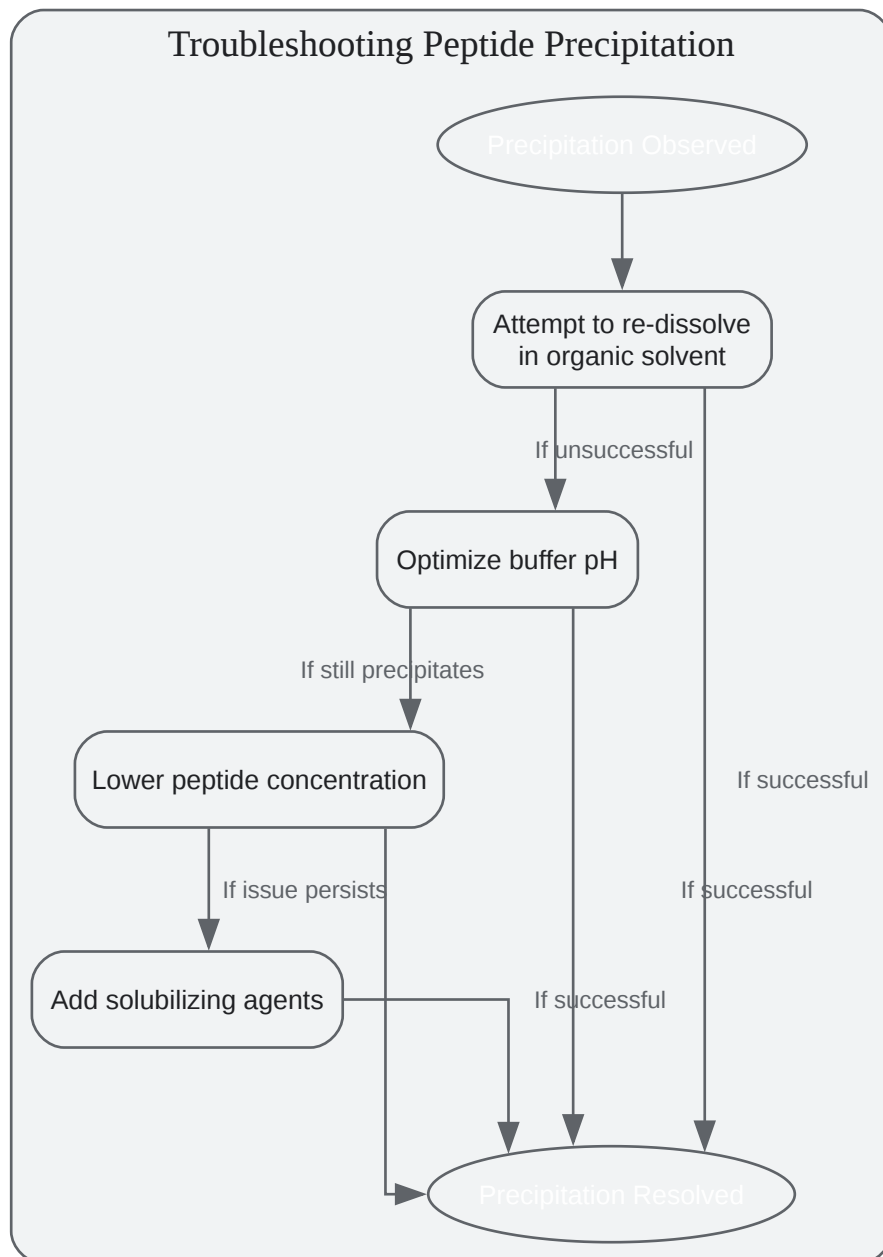 Troubleshooting Peptide Precipitation
Precipitation Observed
Attempt to re-dissolve
in organic solvent
If unsuccessful
Optimize buffer pH
If still precipitates
Lower peptide concentration
If successful
If issue persists
If successful
Add solubilizing agents
If successful
Precipitation Resolved